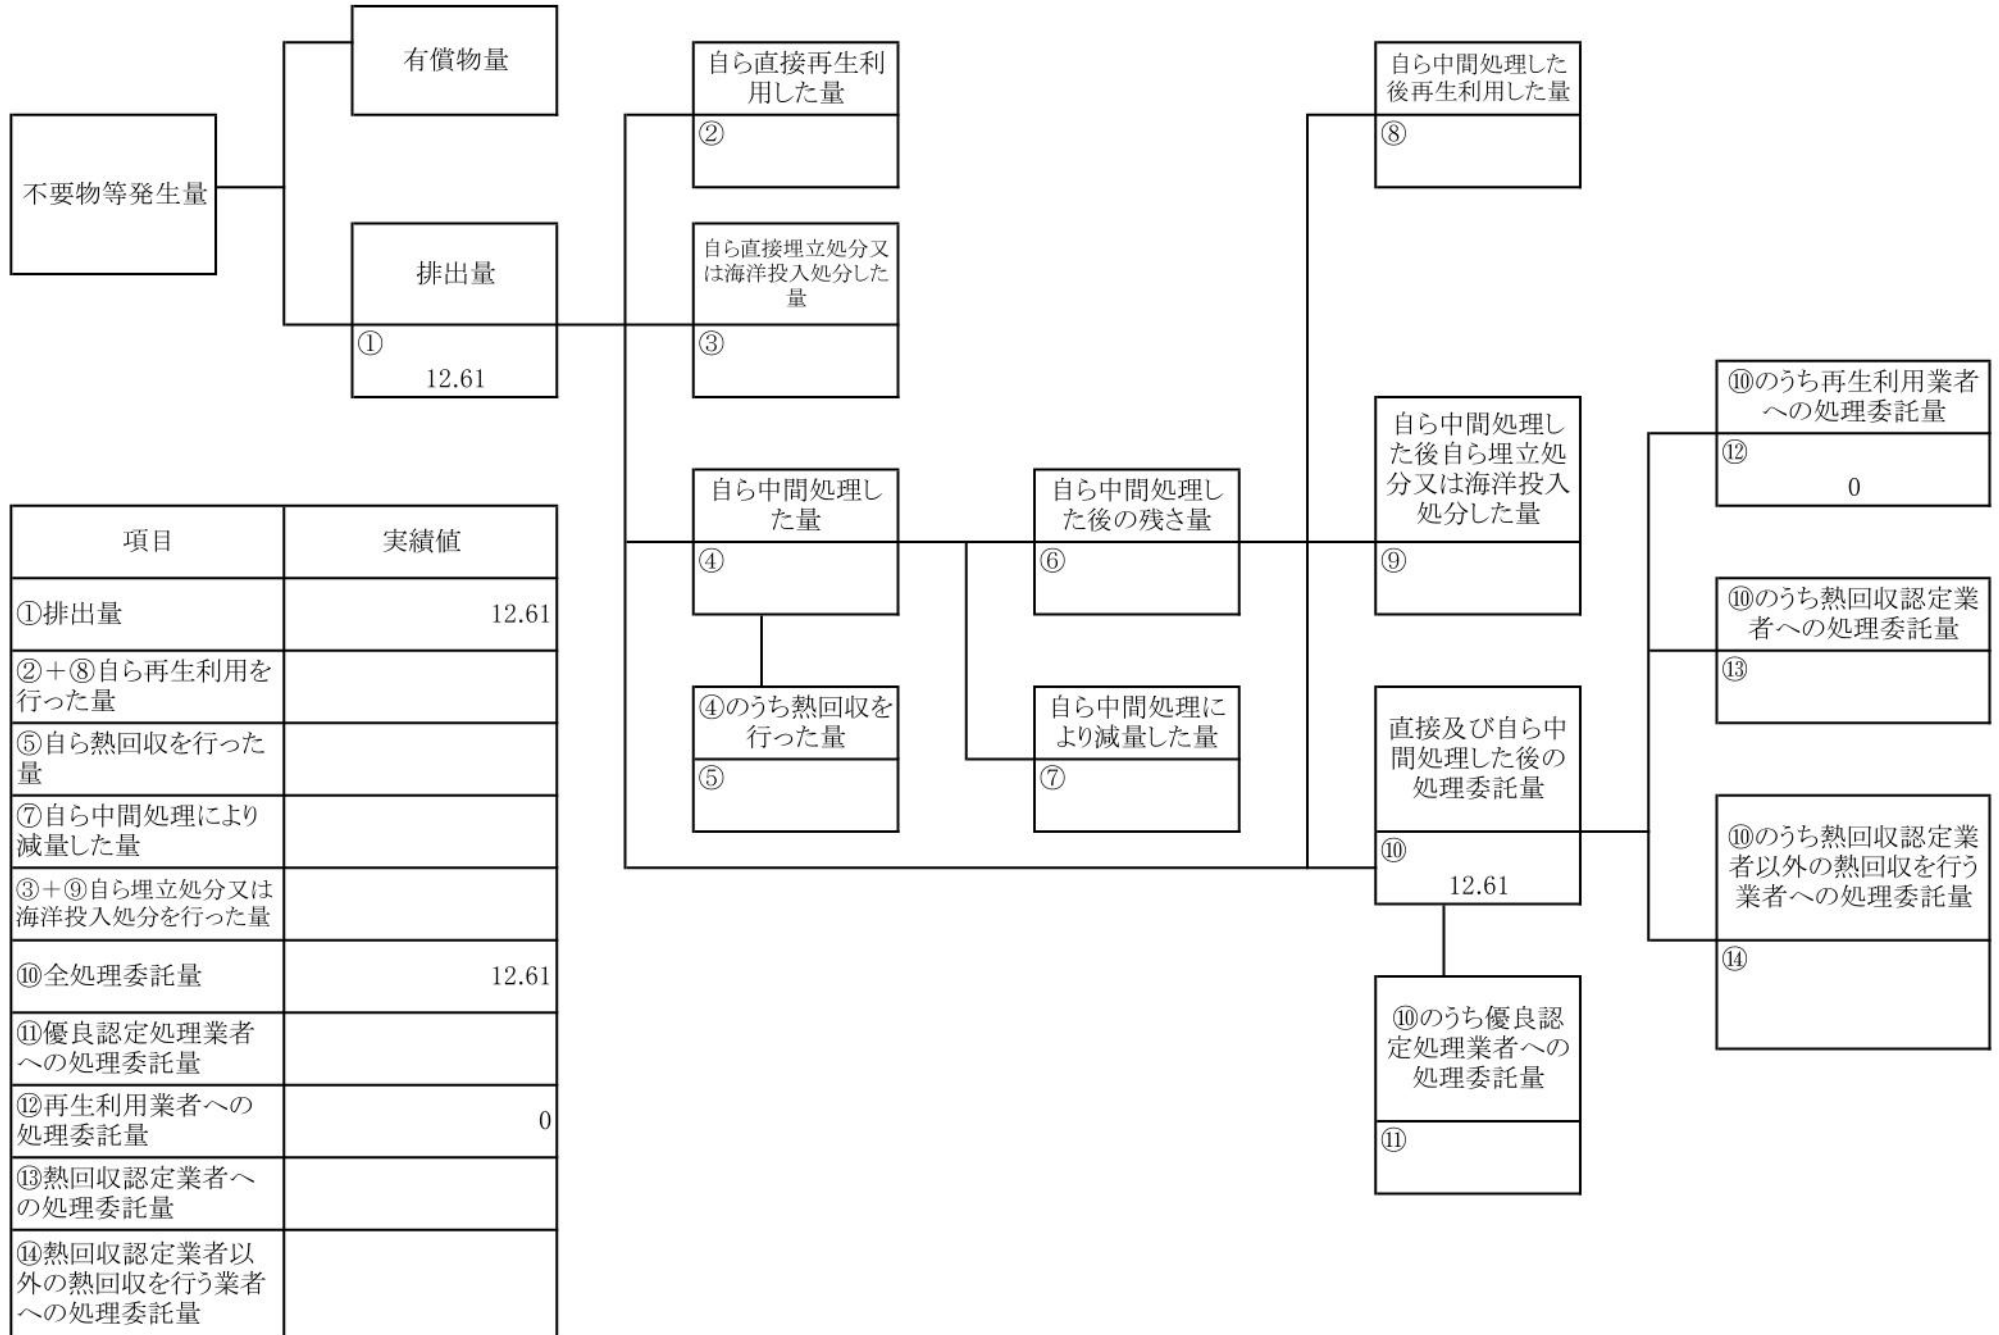 有償物量
不要物等発生量
排出量
①
12.61
自ら直接再生利
用した量
②
自ら直接埋立処分又
は海洋投入処分した
量
③
自ら中間処理し
た量
④
④のうち熱回収を
行った量
⑤
自ら中間処理し
た後の残さ量
⑥
自ら中間処理に
より減量した量
⑦
自ら中間処理した
後再生利用した量
⑧
自ら中間処理し
た後自ら埋立処
分又は海洋投入
処分した量
⑨
直接及び自ら中
間処理した後の
処理委託量
⑩
12.61
⑩のうち優良認
定処理業者への
処理委託量
⑪
⑩のうち再生利用業者
への処理委託量
⑫
0
⑩のうち熱回収認定業
者への処理委託量
⑬
⑩のうち熱回収認定業
者以外の熱回収を行う
業者への処理委託量
⑭
項目 実績値
①排出量 12.61
②+⑧自ら再生利用を
行った量
⑤自ら熱回収を行った
量
⑦自ら中間処理により
減量した量
③+⑨自ら埋立処分又は
海洋投入処分を行った量
⑩全処理委託量 12.61
⑪優良認定処理業者
への処理委託量
⑫再生利用業者への
処理委託量 0
⑬熱回収認定業者へ
の処理委託量
⑭熱回収認定業者以
外の熱回収を行う業者
への処理委託量